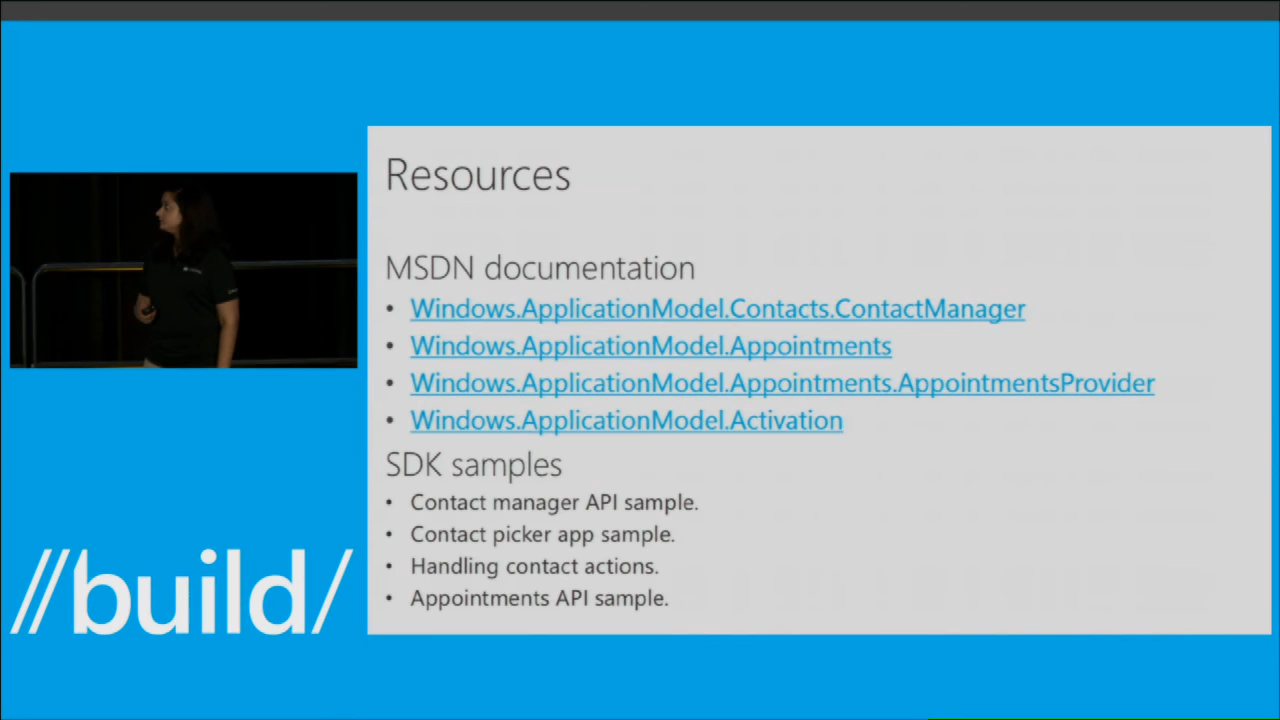 Resources
MSDN documentation
• Windows.ApplicationModel.Contacts.ContactManager
• Windows.ApplicationModel.Appointments
• Windows.ApplicationModel.Appointments.AppointmentsProvider
• Windows.ApplicationModel.Activation
SDK samples
• Contact manager API sample.
• Contact picker app sample.
• Handling contact actions.
• Appointments API sample.
//build/